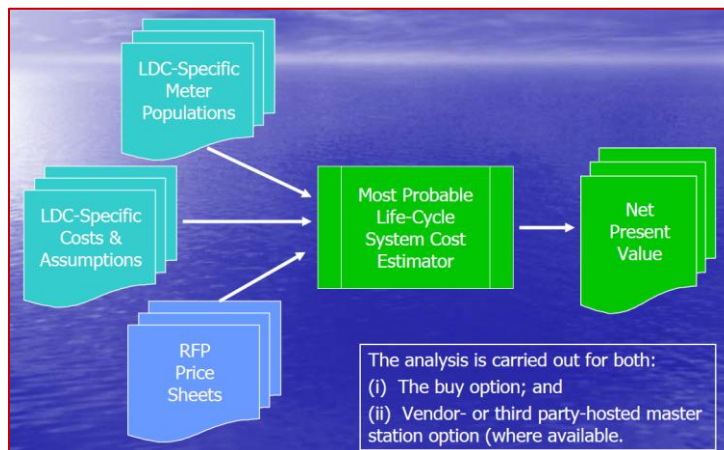 LDC-Specific
Meter
Populations
LDC-Specific
Costs &
Assumptions
Most Probable
Life-Cycle
System Cost
Estimator
Net
Present
Value
RFP
Price
Sheets
The analysis is carried out for both:
(i) The buy option; and
(ii) Vendor- or third party-hosted master
station option (where available.